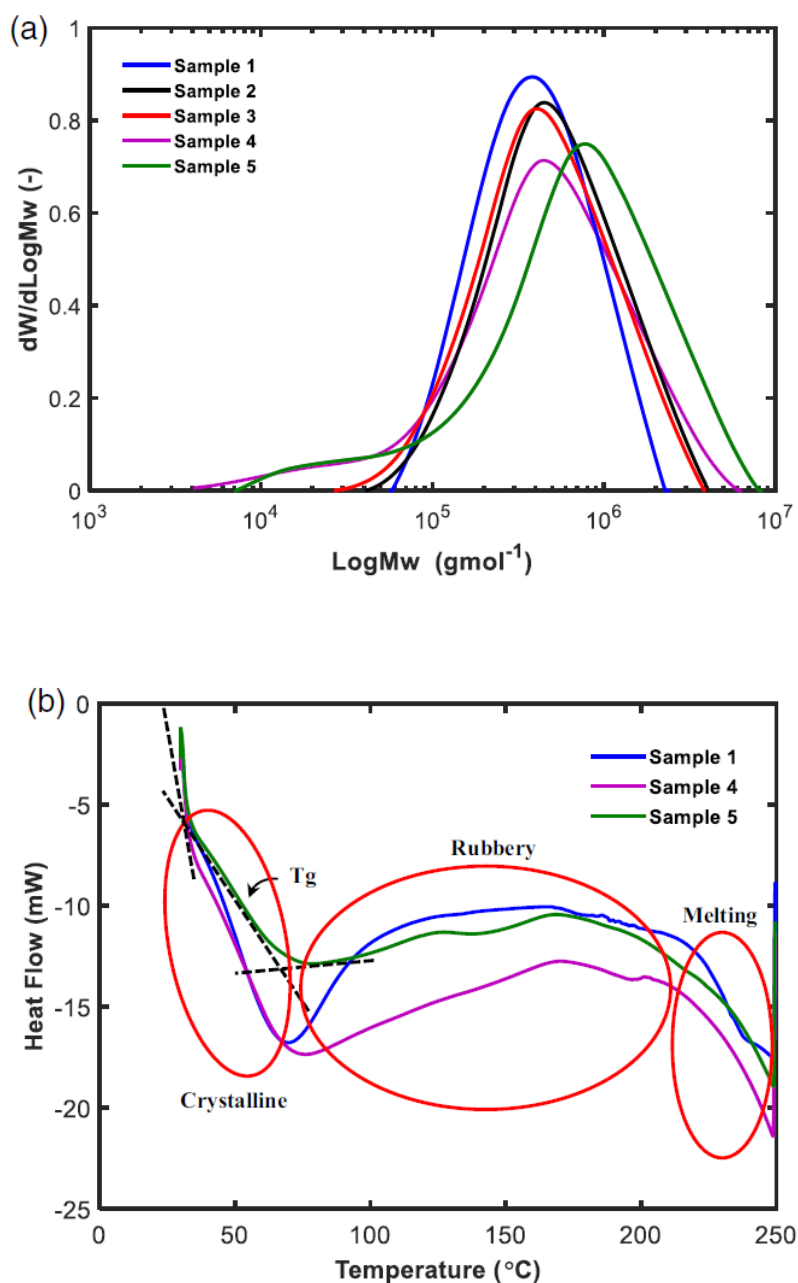 (a)
1
0.8
0.6
0.4
0.2
0
Sample 1
Sample 2
Sample 3
Sample 4
Sample 5
dW/dLogMw (-)
10³ 10⁴ 10⁵ 10⁶ 10⁷
LogMw (gmol⁻¹)
(b)
0
-5
-10
-15
-20
-25
Sample 1
Sample 4
Sample 5
Rubbery
Tg
Melting
Crystalline
Heat Flow (mW)
0 50 100 150 200 250
Temperature (°C)